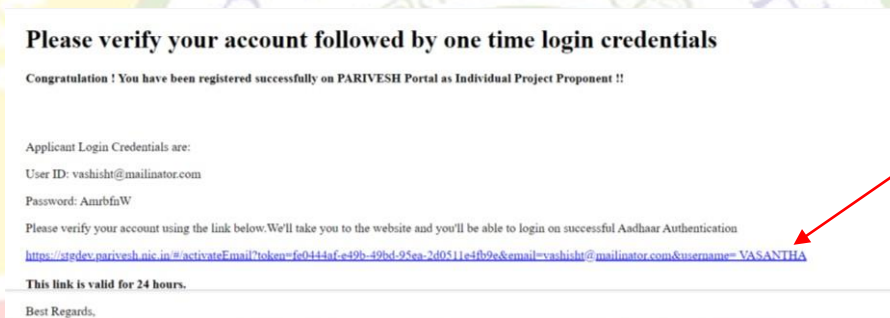 Please verify your account followed by one time login credentials
Congratulation ! You have been registered successfully on PARIVESH Portal as Individual Project Proponent !!
Applicant Login Credentials are:
User ID: vashisht@mailinator.com
Password: AmrbfnW
Please verify your account using the link below.We'll take you to the website and you'll be able to login on successful Aadhaar Authentication
https://stgdev.parivesh.nic.in/#/activateEmail?token=fe0444af-e49b-49bd-95ea-2d0511e4fb9e&email=vashisht@mailinator.com&username= VASANTHA
This link is valid for 24 hours.
Best Regards,